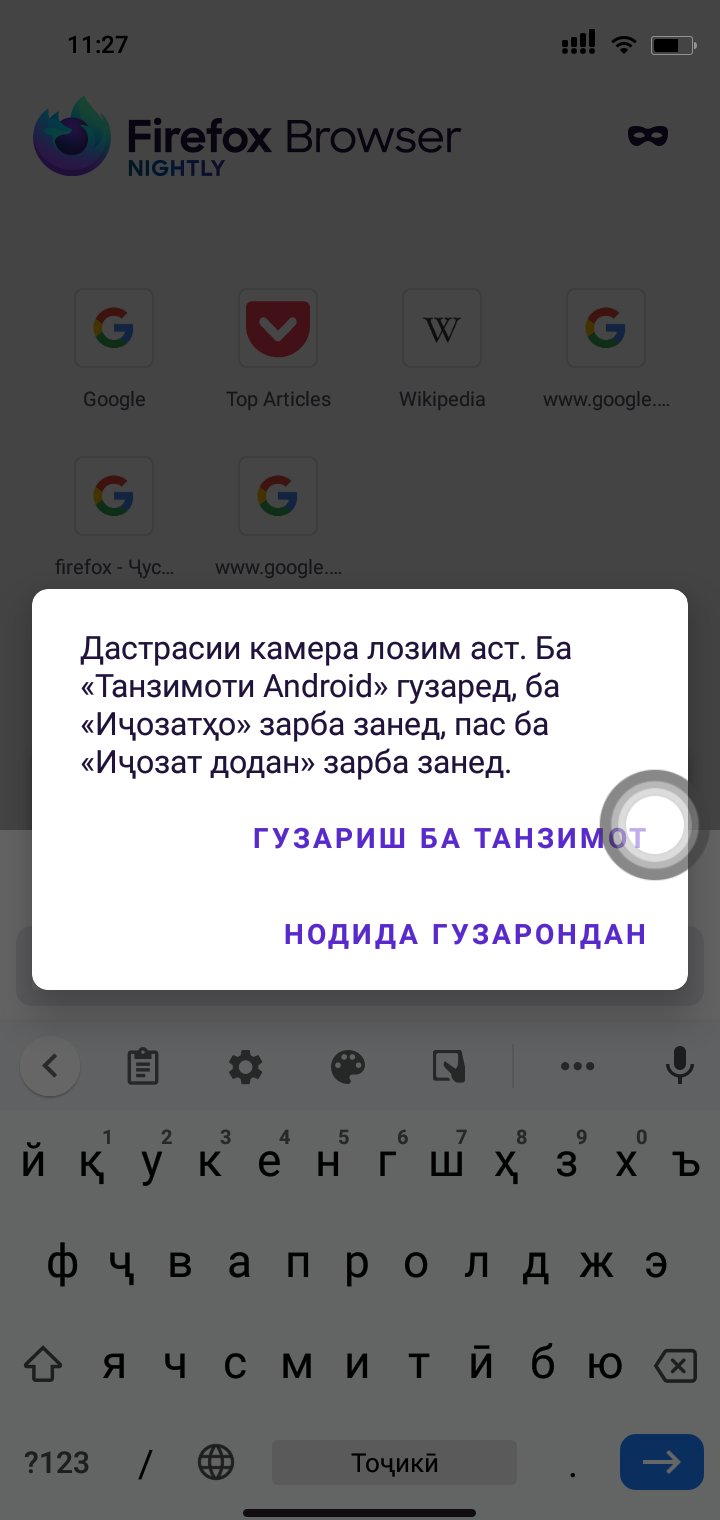 11:27
Firefox Browser
NIGHTLY
Google
Top Articles
Wikipedia
www.google....
firefox - Ҷус...
www.google....
Дастрасии камера лозим аст. Ба
«Танзимоти Android» гузаред, ба
«Иҷозатҳо» зарба занед, пас ба
«Иҷозат додан» зарба занед.
ГУЗАРИШ БА ТАНЗИМОТ
НОДИДА ГУЗАРОНДАН
1 2 3 4 5 6 7 8 9 0
й қ у к е н г ш ҳ з х ъ
ф ҷ в а п р о л д ж э
я ч с м и т ӣ б ю
?123 / Тоҷикӣ .